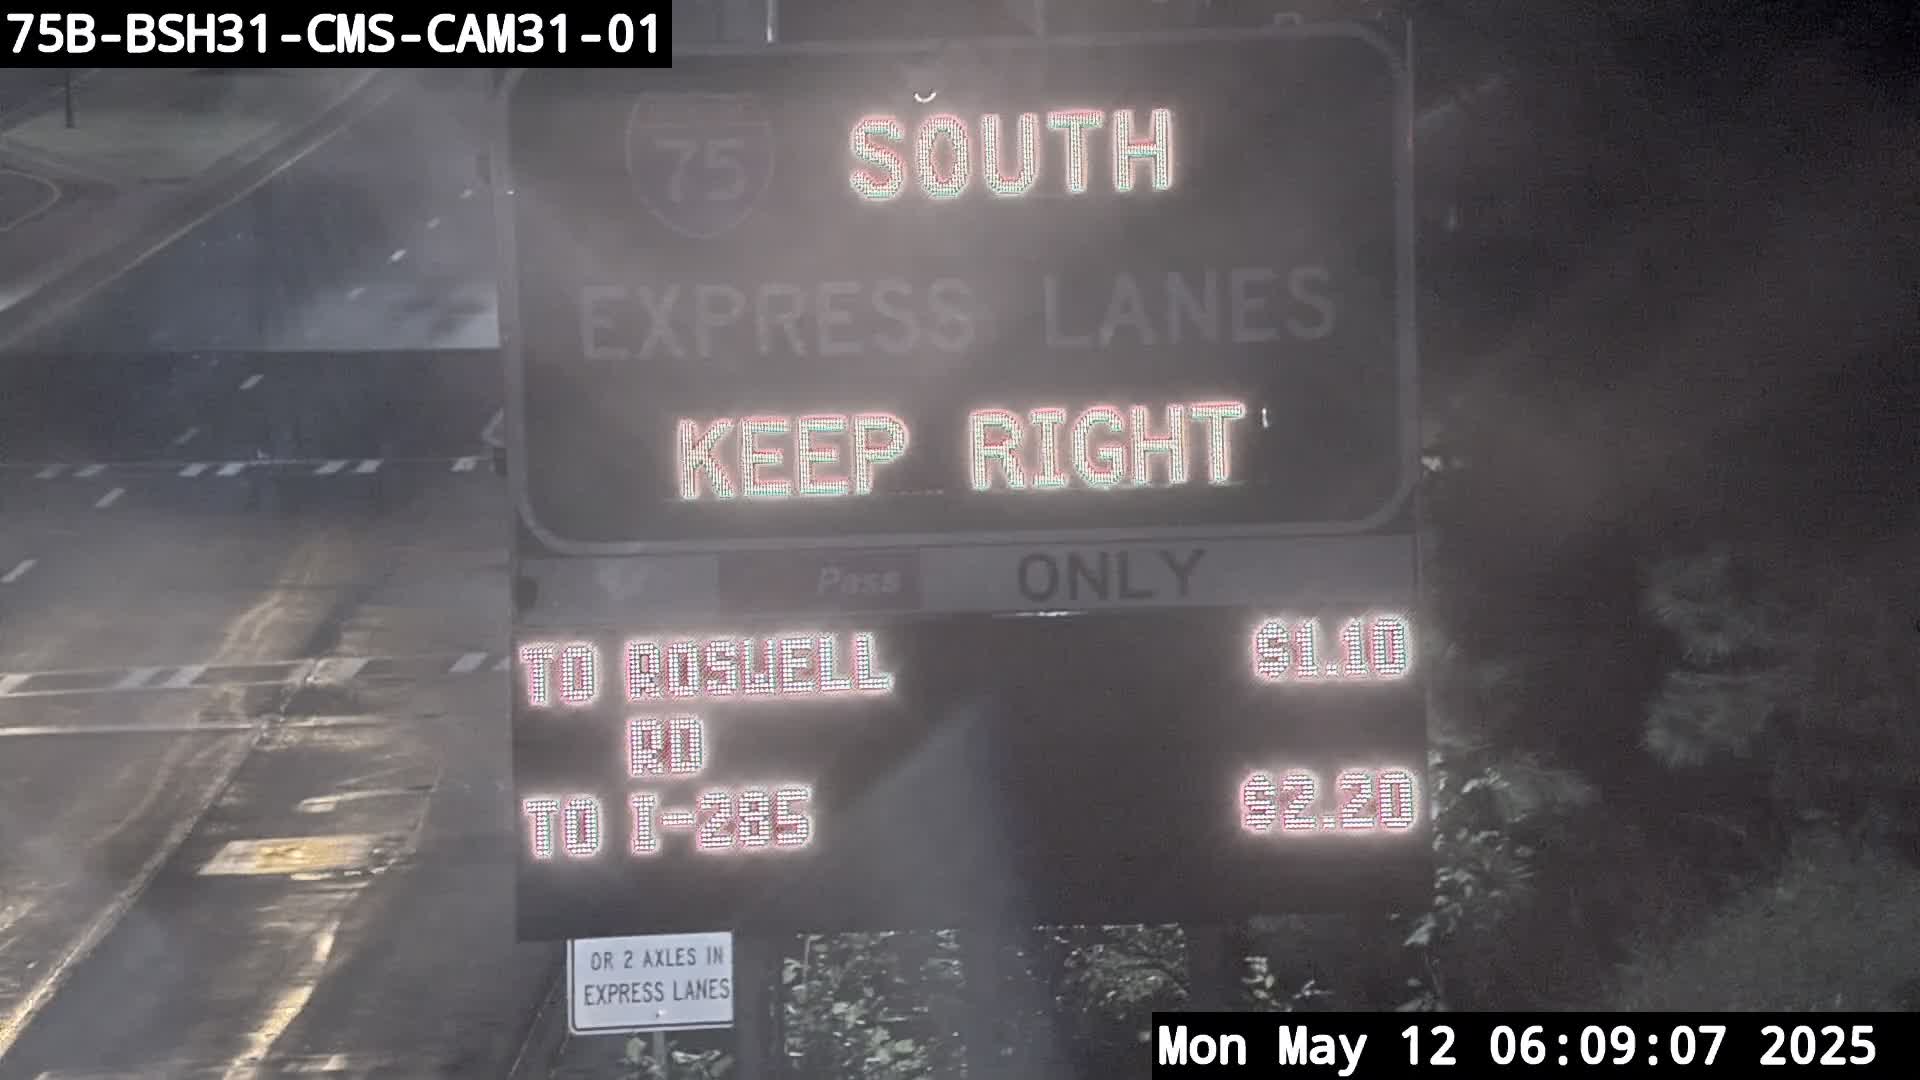 75B-BSH31-CMS-CAM31-01
75 SOUTH
EXPRESS LANES
KEEP RIGHT
Pass ONLY
TO ROSWELL $1.10
RD
TO I-285 $2.20
OR 2 AXLES IN
EXPRESS LANES
Mon May 12 06:09:07 2025